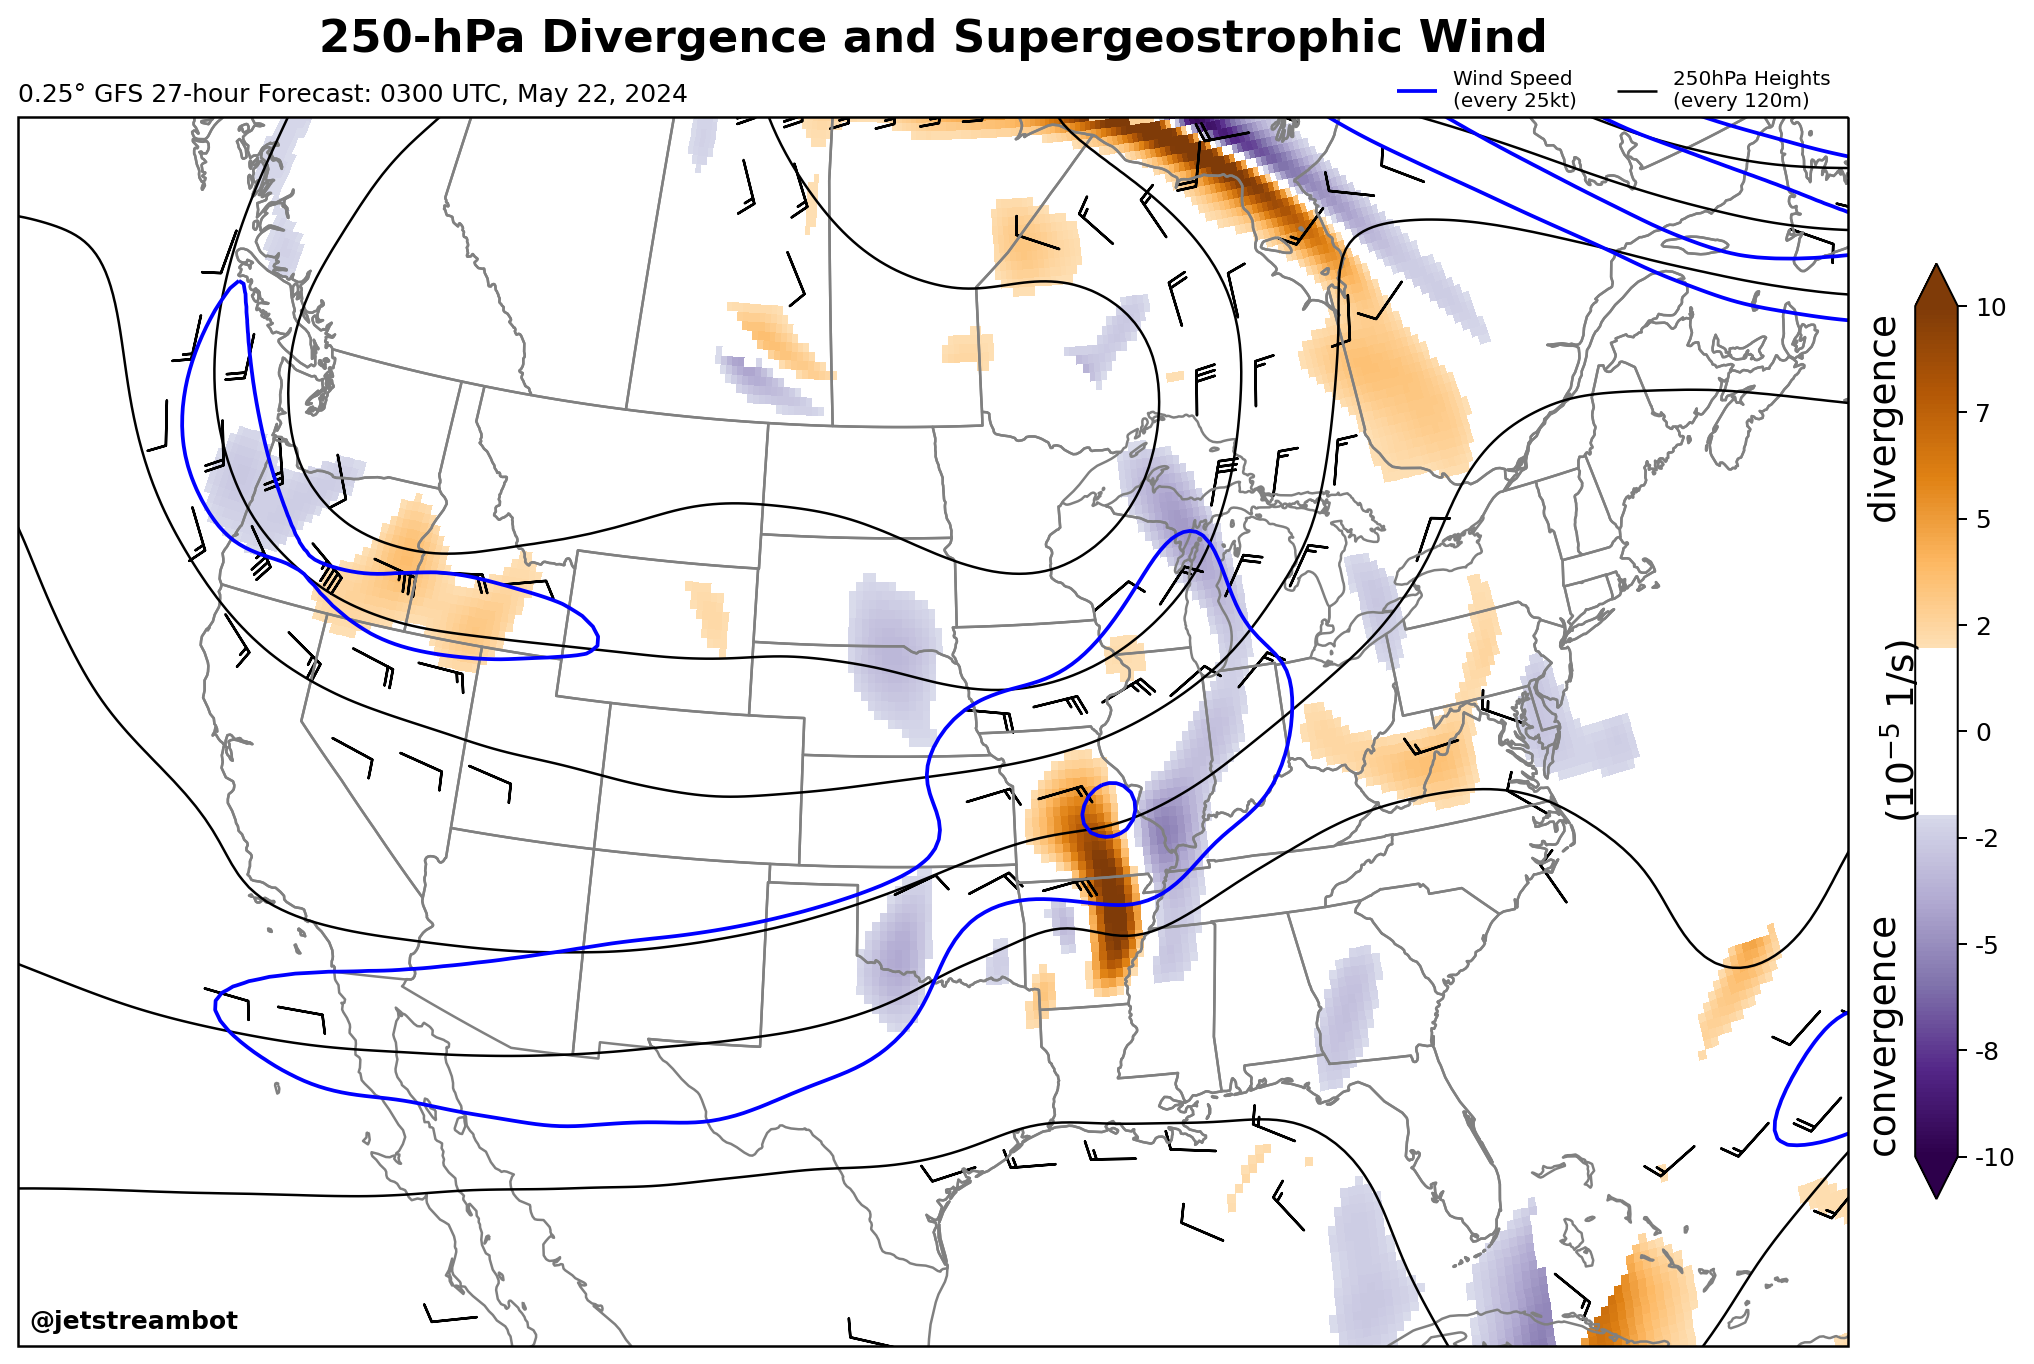 250-hPa Divergence and Supergeostrophic Wind
0.25° GFS 27-hour Forecast: 0300 UTC, May 22, 2024
Wind Speed
(every 25kt)
250hPa Heights
(every 120m)
10
7
5
2
0
-2
-5
-8
-10
divergence
(10⁻⁵ 1/s)
convergence
@jetstreambot